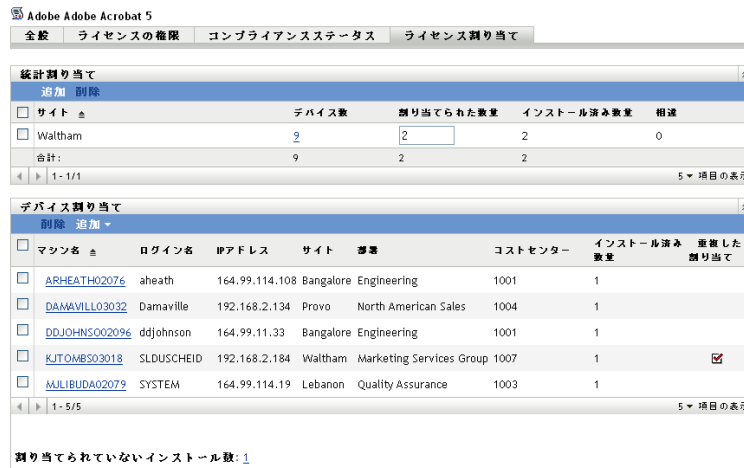 Adobe Adobe Acrobat 5
全般 ライセンスの権限 コンプライアンスステータス ライセンス割り当て
統計割り当て
追加 削除
サイト デバイス数 割り当てられた数量 インストール済み数量 相違
Waltham 9 2 2 0
合計: 9 2 2
1 - 1/1 5 項目の表示
デバイス割り当て
削除 追加
マシン名 ログイン名 IPアドレス サイト 部署 コストセンター インストール済み数量 重複した割り当て
ARHEATH02076 aheath 164.99.114.108 Bangalore Engineering 1001 1
DAMAVILL03032 Damaville 192.168.2.134 Provo North American Sales 1004 1
DDJOHNSO02096 ddjohnson 164.99.11.33 Bangalore Engineering 1001 1
KJTOMBS03018 SLDUSCHEID 192.168.2.184 Waltham Marketing Services Group 1007 1
MJLIBUDA02079 SYSTEM 164.99.114.19 Lebanon Quality Assurance 1003 1
1 - 5/5 5 項目の表示
割り当てられていないインストール数: 1